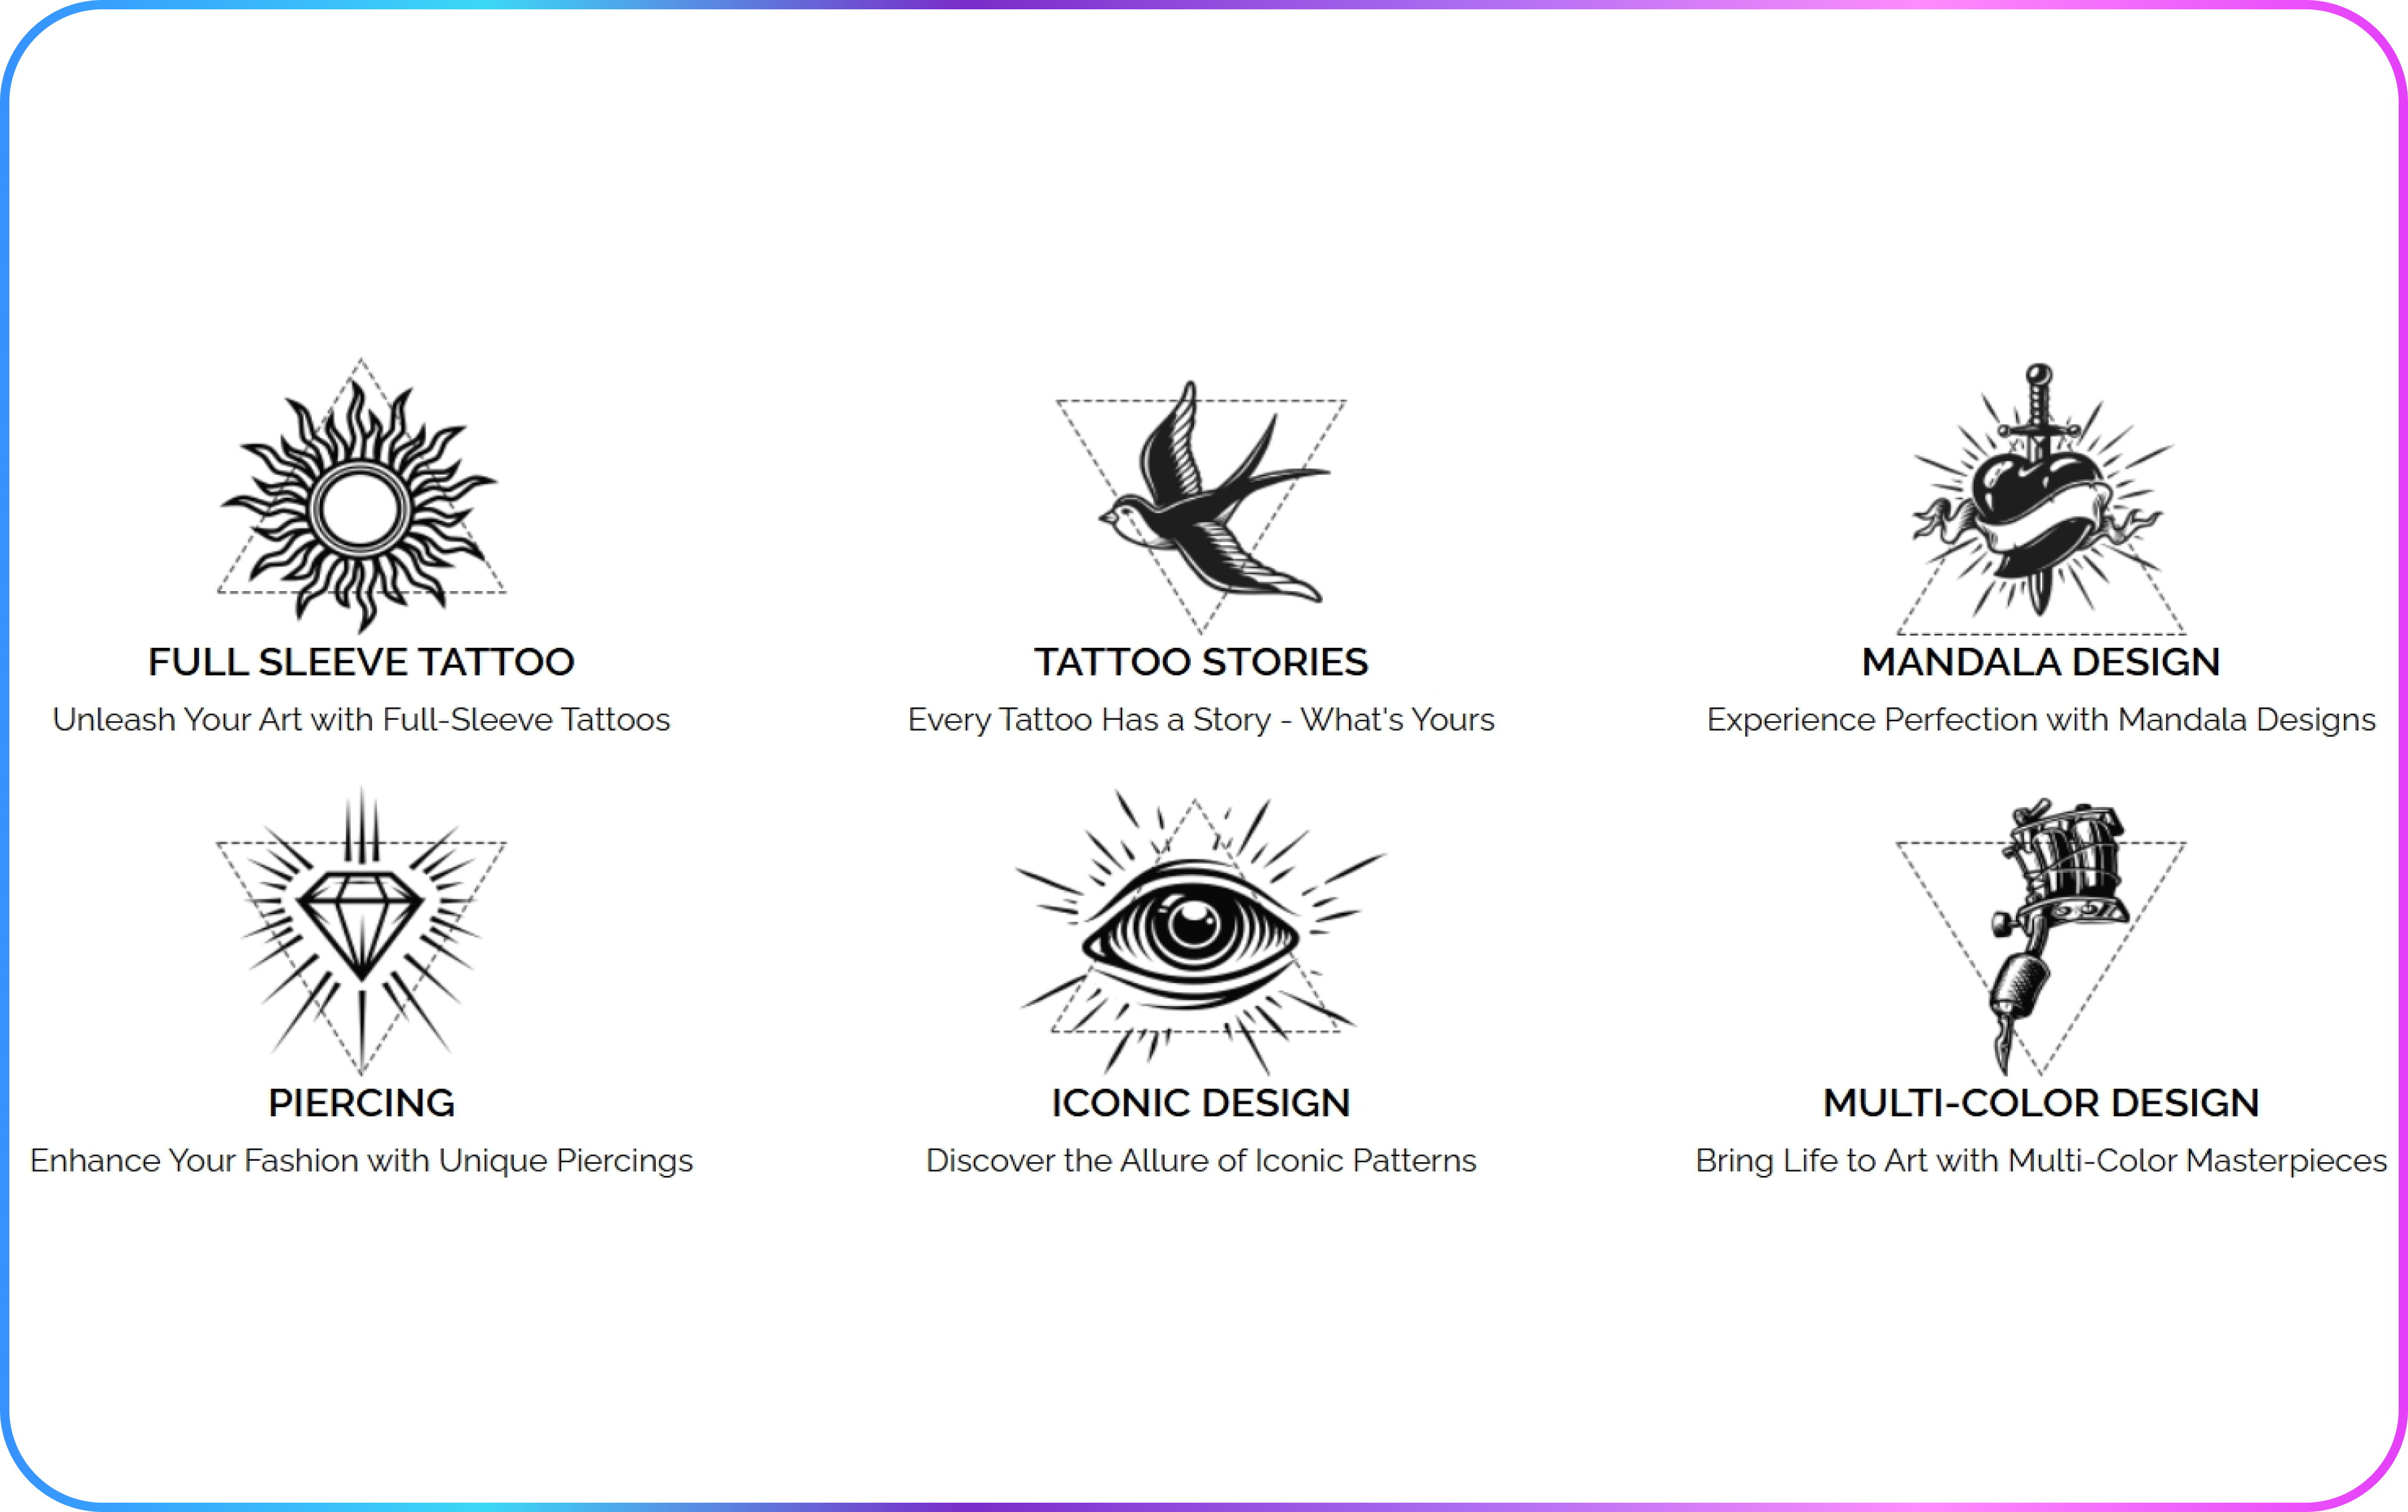 FULL SLEEVE TATTOO
Unleash Your Art with Full-Sleeve Tattoos
TATTOO STORIES
Every Tattoo Has a Story - What's Yours
MANDALA DESIGN
Experience Perfection with Mandala Designs
PIERCING
Enhance Your Fashion with Unique Piercings
ICONIC DESIGN
Discover the Allure of Iconic Patterns
MULTI-COLOR DESIGN
Bring Life to Art with Multi-Color Masterpieces